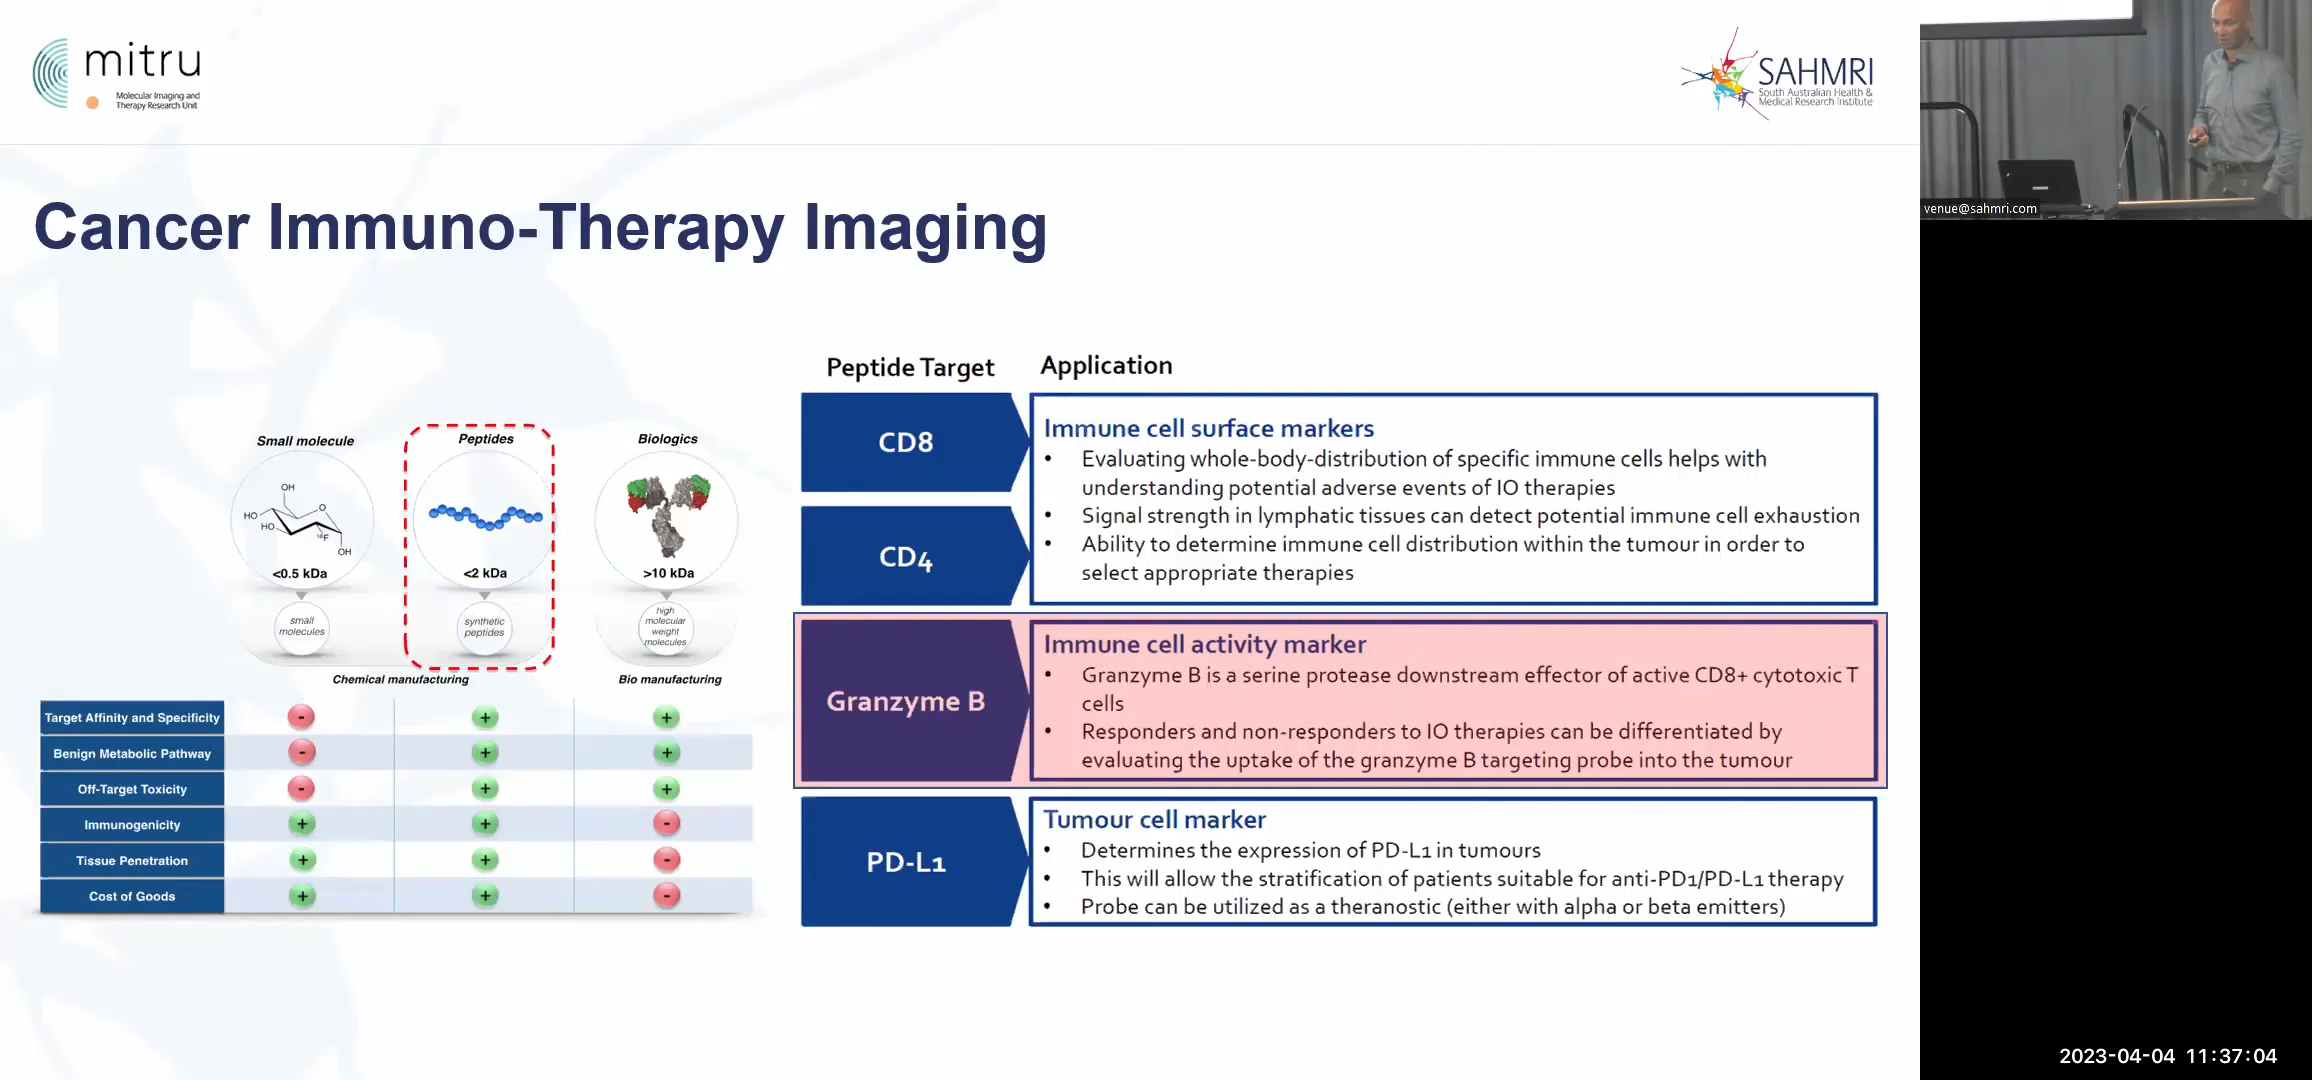 mitru
Molecular Imaging and
Therapy Research Unit
SAHMRI
South Australian Health &
Medical Research Institute
venue@sahmri.com
Cancer Immuno-Therapy Imaging
Small molecule
Peptides
Biologics
OH
HO
O
HO
18F
OH
<0.5 kDa
<2 kDa
>10 kDa
small
molecules
synthetic
peptides
high
molecular
weight
molecules
Chemical manufacturing
Bio manufacturing
Target Affinity and Specificity - + +
Benign Metabolic Pathway - + +
Off-Target Toxicity - + +
Immunogenicity + + -
Tissue Penetration + + -
Cost of Goods + + -
Peptide Target
Application
CD8
CD4
Immune cell surface markers
• Evaluating whole-body-distribution of specific immune cells helps with
understanding potential adverse events of IO therapies
• Signal strength in lymphatic tissues can detect potential immune cell exhaustion
• Ability to determine immune cell distribution within the tumour in order to
select appropriate therapies
Granzyme B
Immune cell activity marker
• Granzyme B is a serine protease downstream effector of active CD8+ cytotoxic T
cells
• Responders and non-responders to IO therapies can be differentiated by
evaluating the uptake of the granzyme B targeting probe into the tumour
PD-L1
Tumour cell marker
• Determines the expression of PD-L1 in tumours
• This will allow the stratification of patients suitable for anti-PD1/PD-L1 therapy
• Probe can be utilized as a theranostic (either with alpha or beta emitters)
2023-04-04 11:37:04